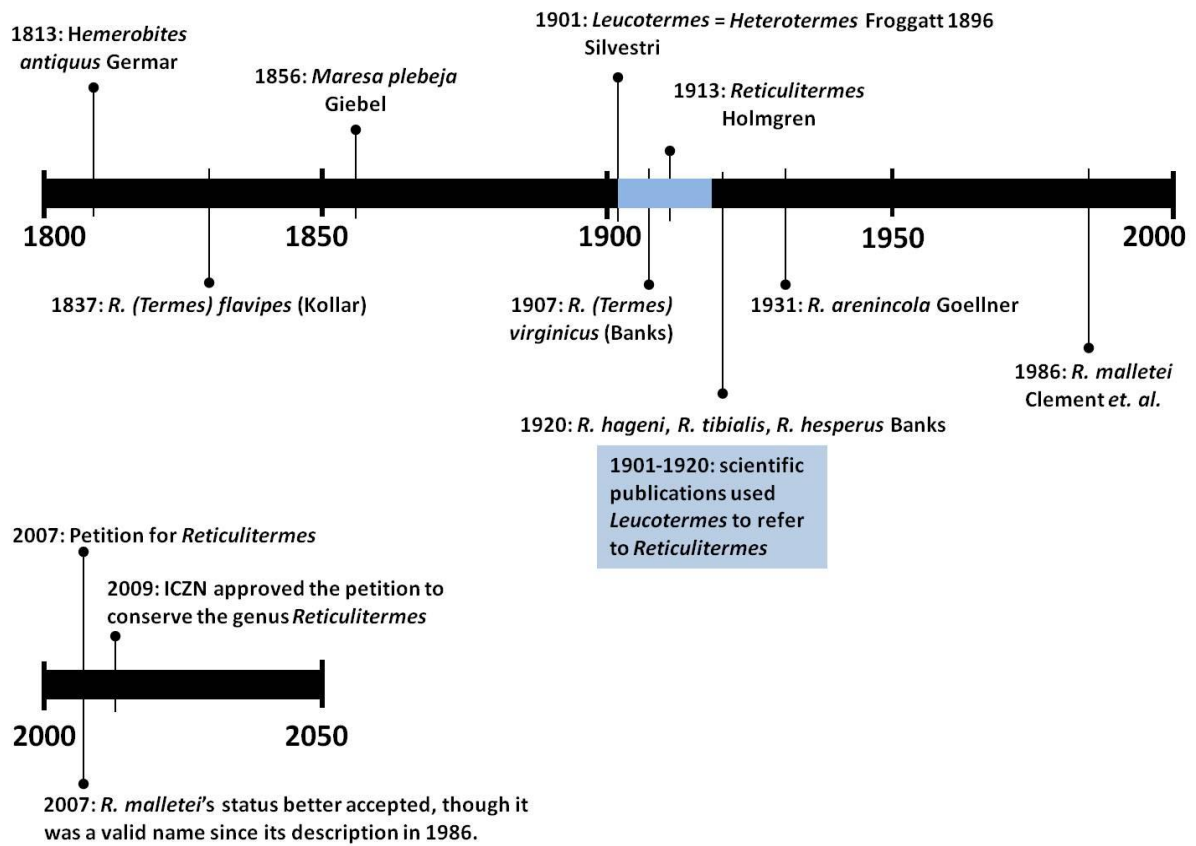 1813: Hemerobites
antiquus Germar
1856: Maresa plebeja
Giebel
1901: Leucotermes = Heterotermes Froggatt 1896
Silvestri
1913: Reticulitermes
Holmgren
1800
1850
1900
1950
2000
1837: R. (Termes) flavipes (Kollar)
1907: R. (Termes)
virginicus (Banks)
1931: R. arenincola Goellner
1986: R. malletei
Clement et. al.
1920: R. hageni, R. tibialis, R. hesperus Banks
1901-1920: scientific
publications used
Leucotermes to refer
to Reticulitermes
2007: Petition for Reticulitermes
2009: ICZN approved the petition to
conserve the genus Reticulitermes
2000
2050
2007: R. malletei's status better accepted, though it
was a valid name since its description in 1986.